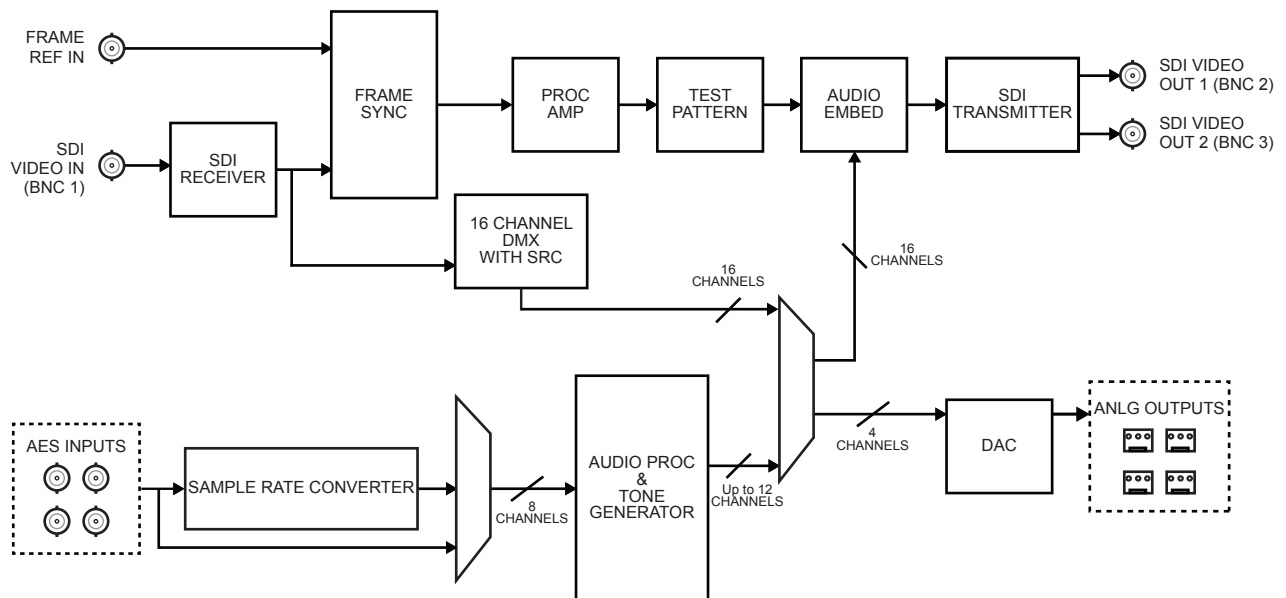 FRAME
REF IN
SDI
VIDEO IN
(BNC 1)
SDI
RECEIVER
FRAME
SYNC
PROC
AMP
TEST
PATTERN
AUDIO
EMBED
SDI
TRANSMITTER
SDI VIDEO
OUT 1 (BNC 2)
SDI VIDEO
OUT 2 (BNC 3)
16 CHANNEL
DMX
WITH SRC
16
CHANNELS
16
CHANNELS
AES INPUTS
SAMPLE RATE CONVERTER
8
CHANNELS
AUDIO PROC
&
TONE
GENERATOR
Up to 12
CHANNELS
4
CHANNELS
DAC
ANLG OUTPUTS